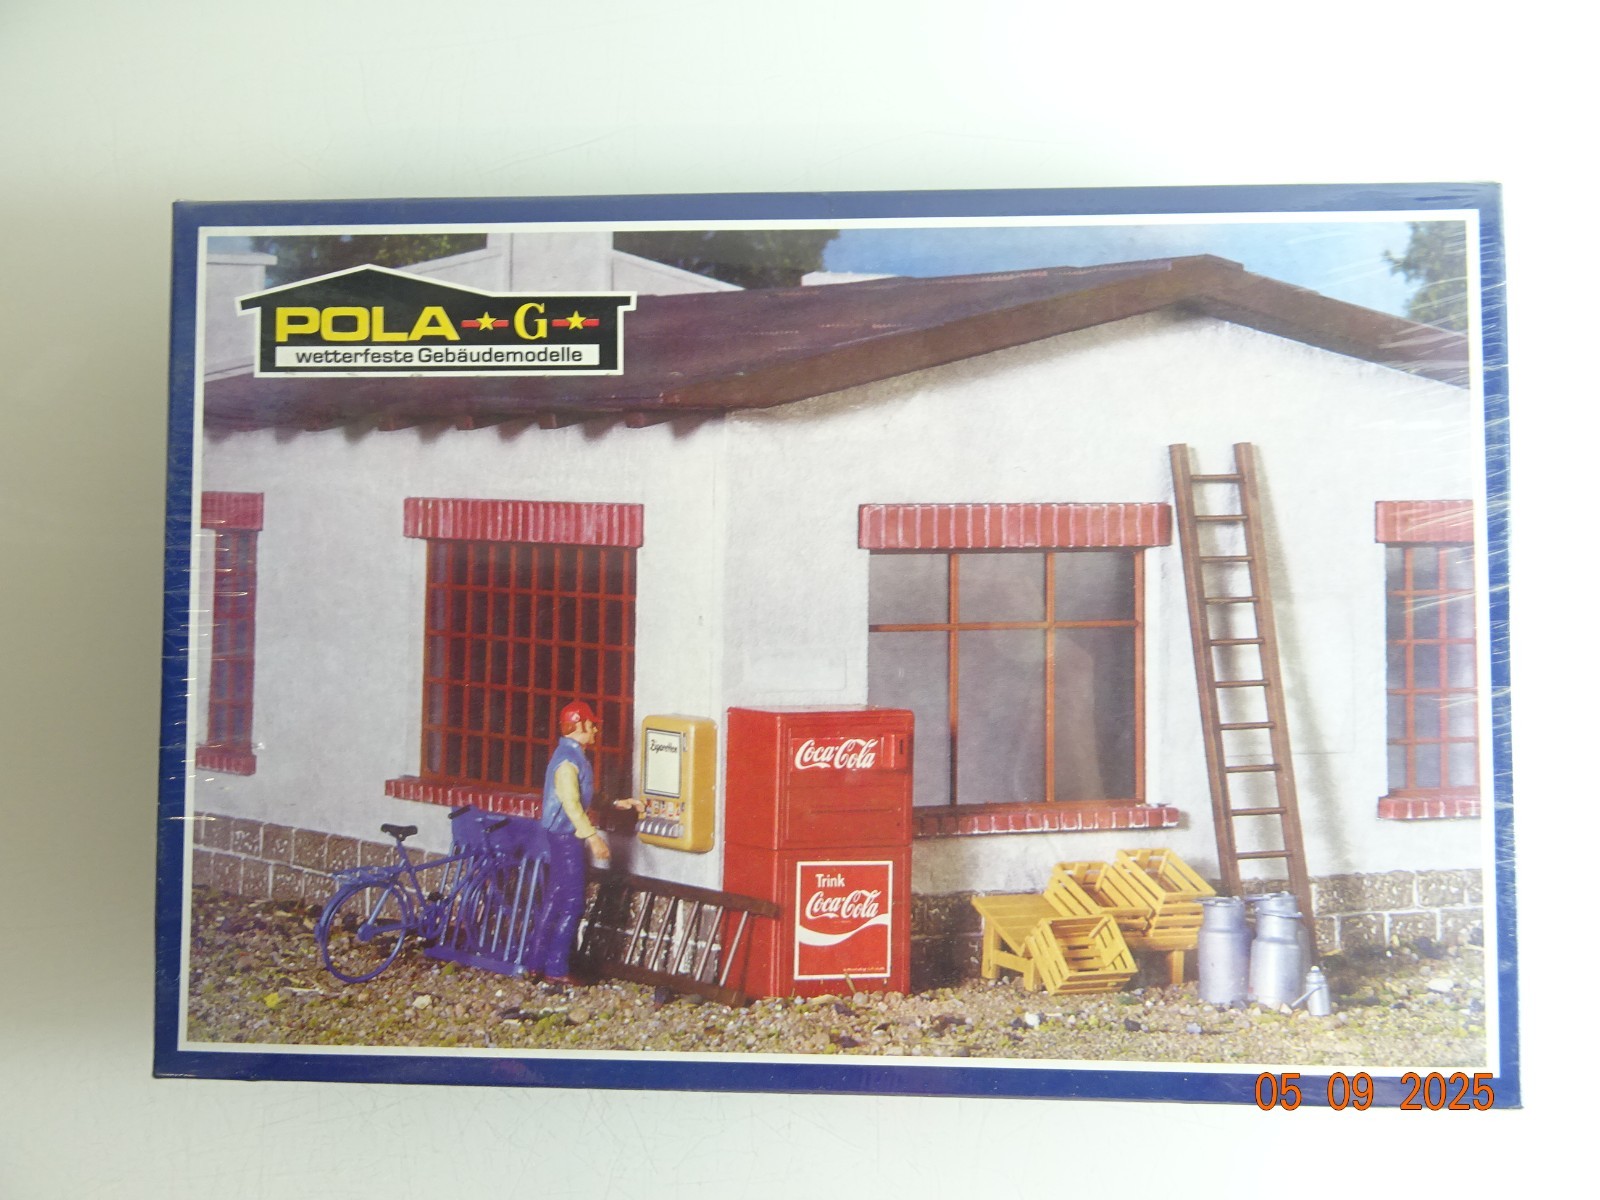 POLA G
wetterfeste Gebäudemodelle
Zigaretten
Coca-Cola
Trink
Coca-Cola
05 09 2025